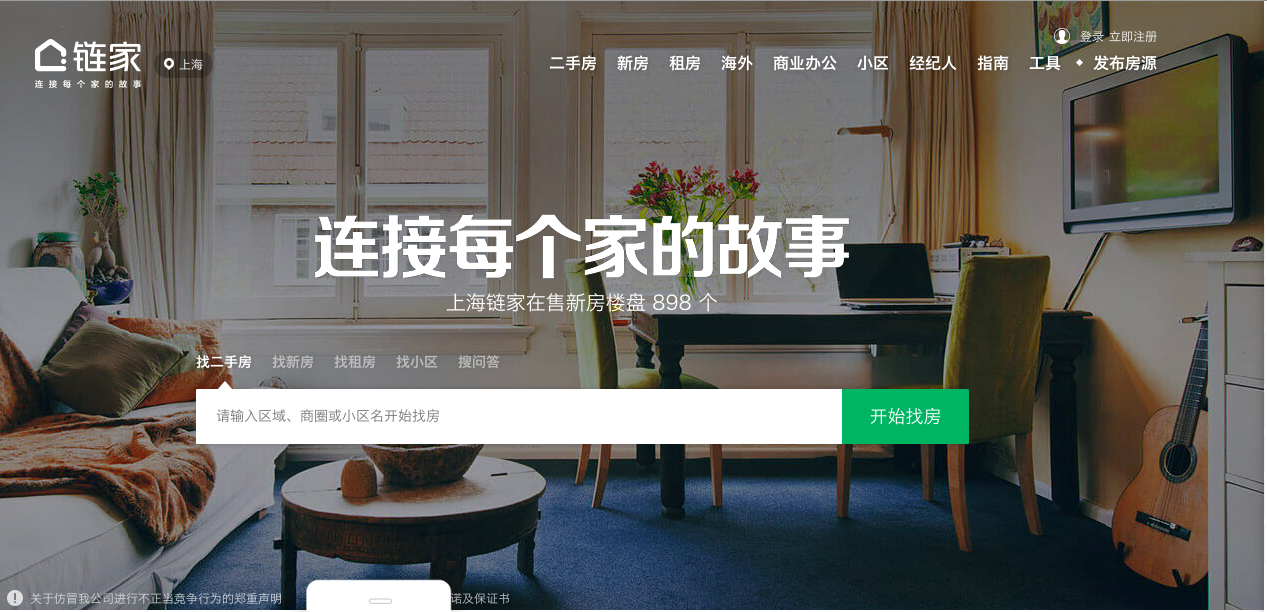 登录 立即注册
链家
连接每个家的故事
上海
二手房 新房 租房 海外 商业办公 小区 经纪人 指南 工具 发布房源
连接每个家的故事
上海链家在售新房楼盘 898 个
找二手房 找新房 找租房 找小区 搜问答
请输入区域、商圈或小区名开始找房
开始找房
关于仿冒我公司进行不正当竞争行为的郑重声明
诺及保证书